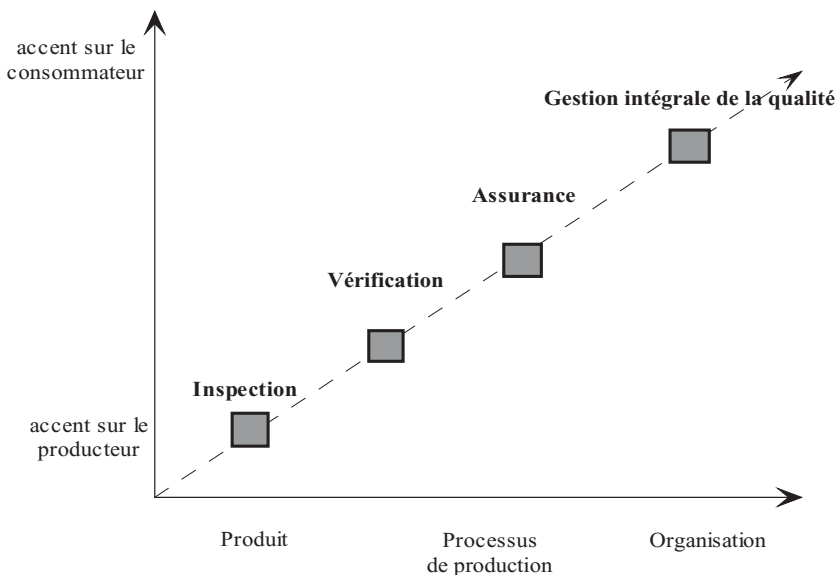 accent sur le
consommateur
Gestion intégrale de la qualité
Assurance
Vérification
Inspection
accent sur le
producteur
Produit
Processus
de production
Organisation